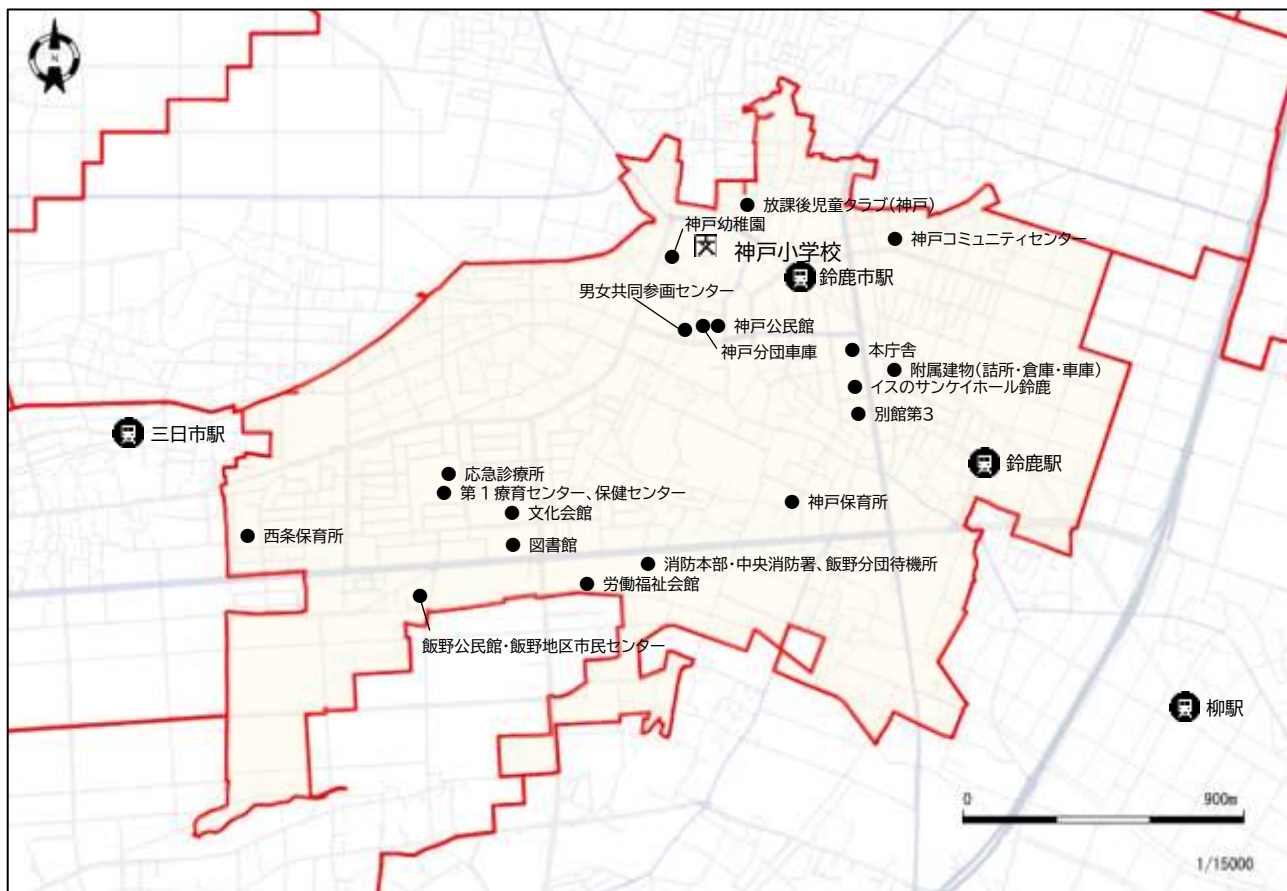 N
放課後児童クラブ(神戸)
神戸幼稚園
神戸コミュニティセンター
文
神戸小学校
鈴鹿市駅
男女共同参画センター
神戸公民館
神戸分団車庫
本庁舎
附属建物(詰所・倉庫・車庫)
イスのサンケイホール鈴鹿
別館第3
三日市駅
鈴鹿駅
応急診療所
第1療育センター、保健センター
神戸保育所
文化会館
西条保育所
図書館
消防本部・中央消防署、飯野分団待機所
労働福祉会館
飯野公民館・飯野地区市民センター
柳駅
0
900m
1/15000